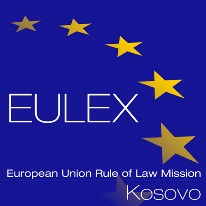 EULEX
European Union Rule of Law Mission
Kosovo